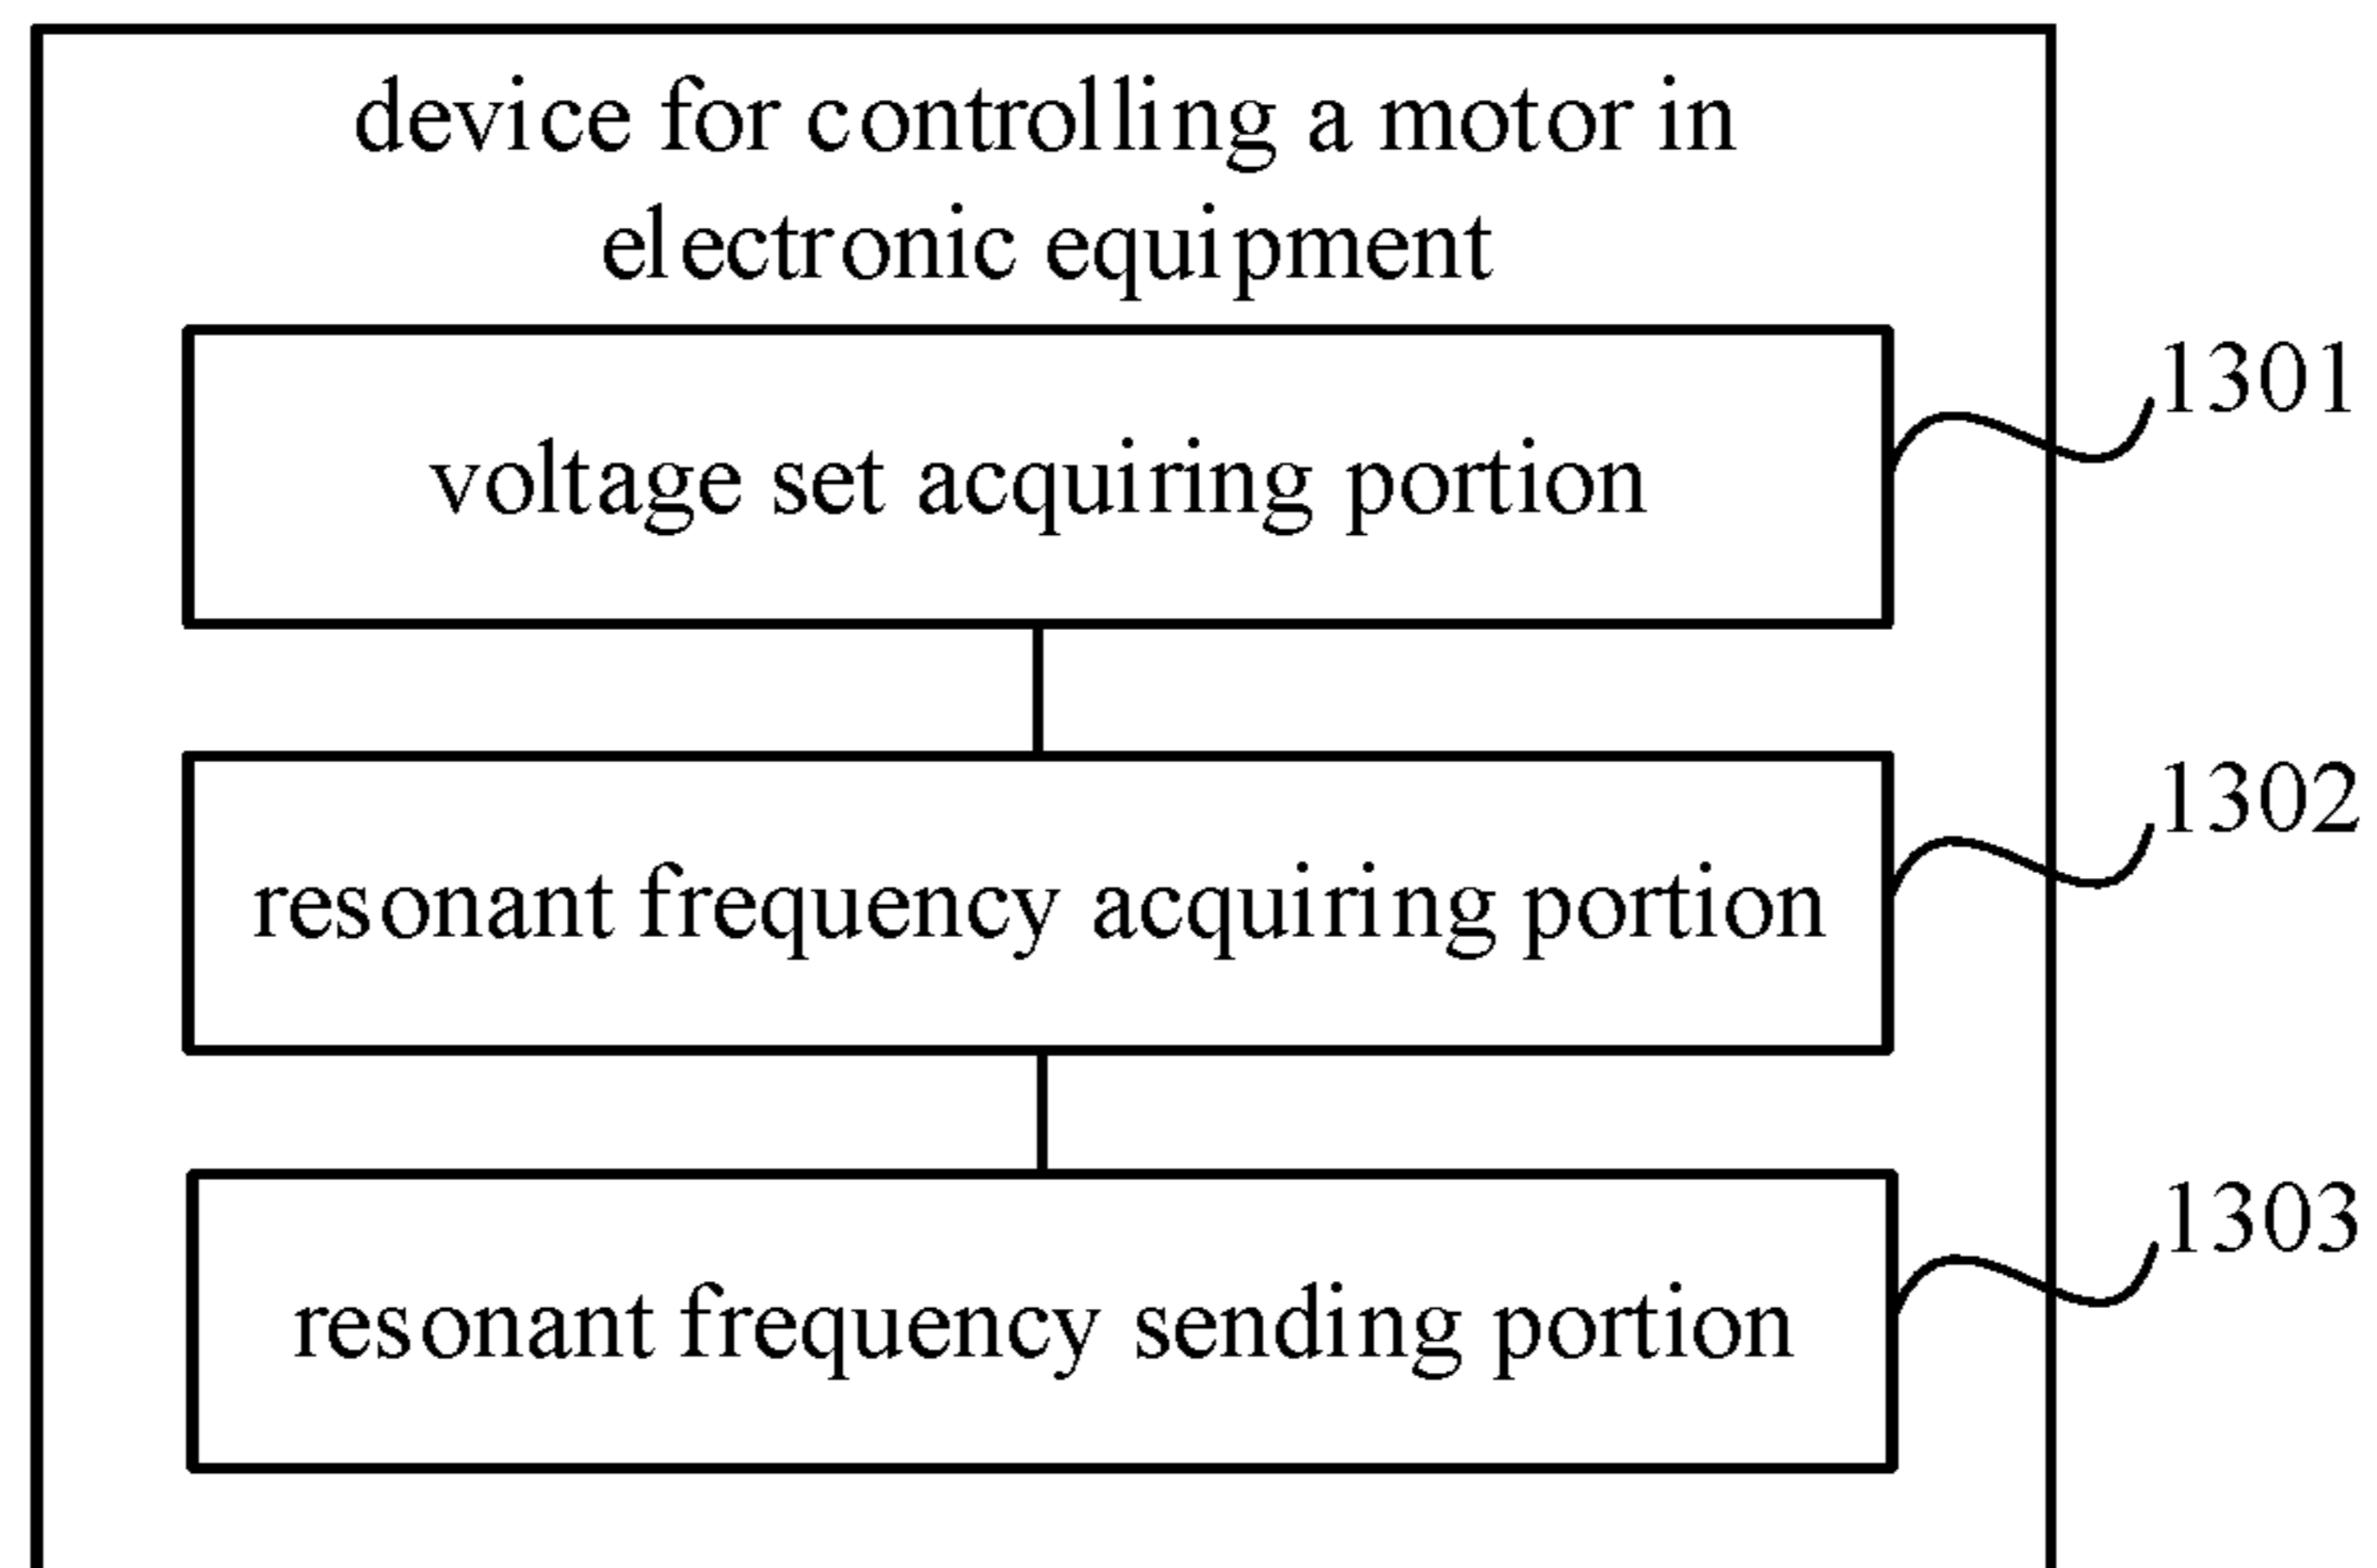 device for controlling a motor in
electronic equipment
1301
voltage set acquiring portion
1302
resonant frequency acquiring portion
1303
resonant frequency sending portion